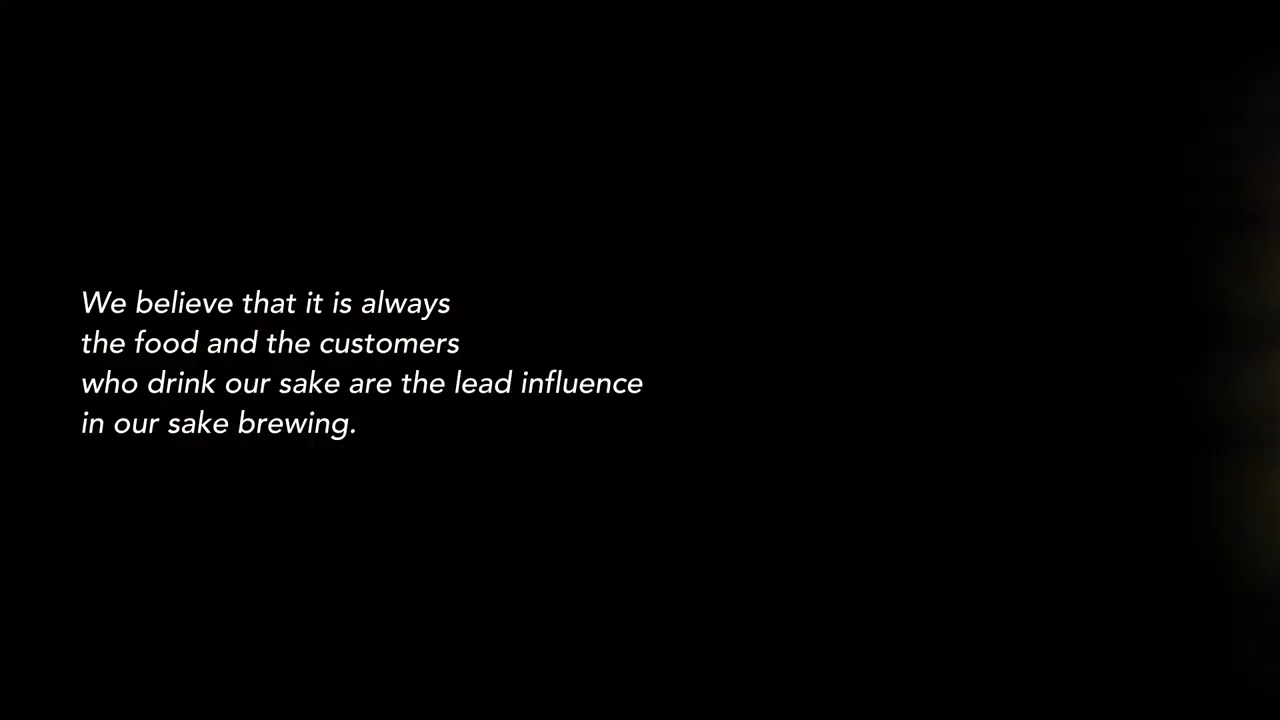 We believe that it is always
the food and the customers
who drink our sake are the lead influence
in our sake brewing.